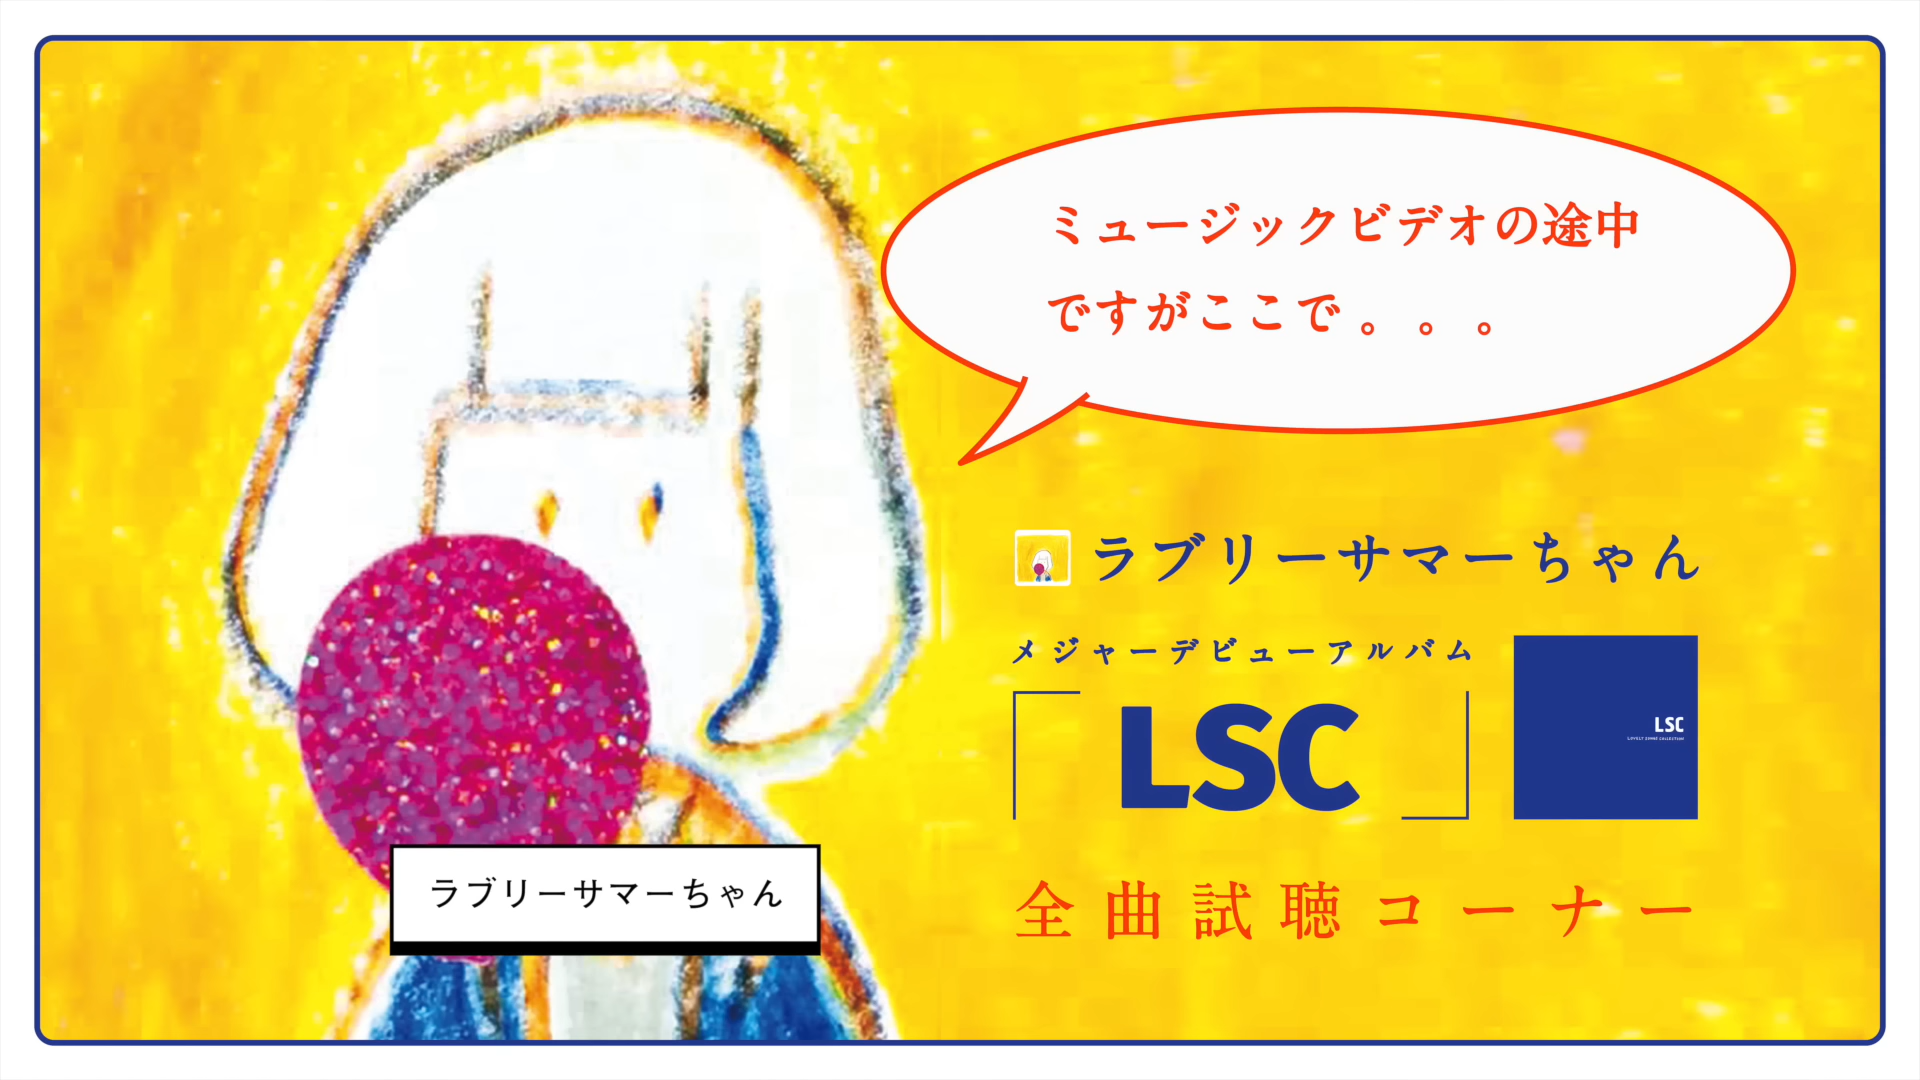 ミュージックビデオの途中
ですがここで。。。
ラブリーサマーちゃん
メジャーデビューアルバム
「LSC」
LSC
LOVELY SUMMER COLLECTION
全曲試聴コーナー
ラブリーサマーちゃん